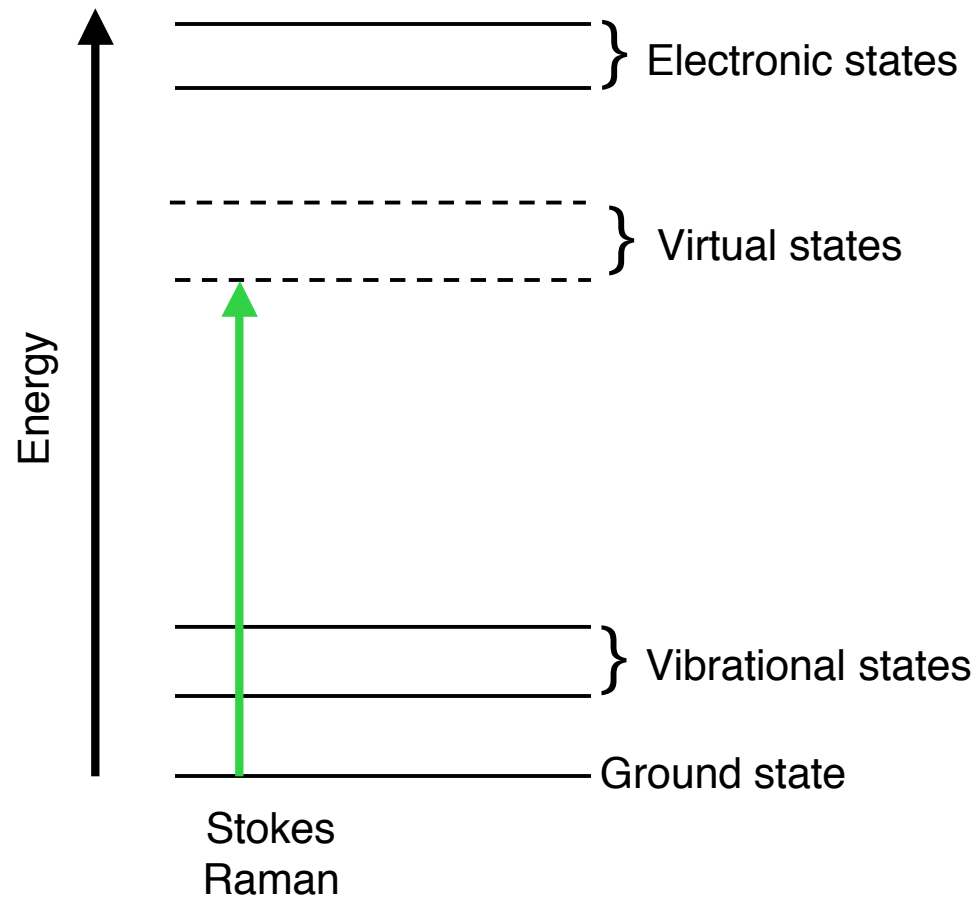 Electronic states
Virtual states
Energy
Vibrational states
Ground state
Stokes
Raman